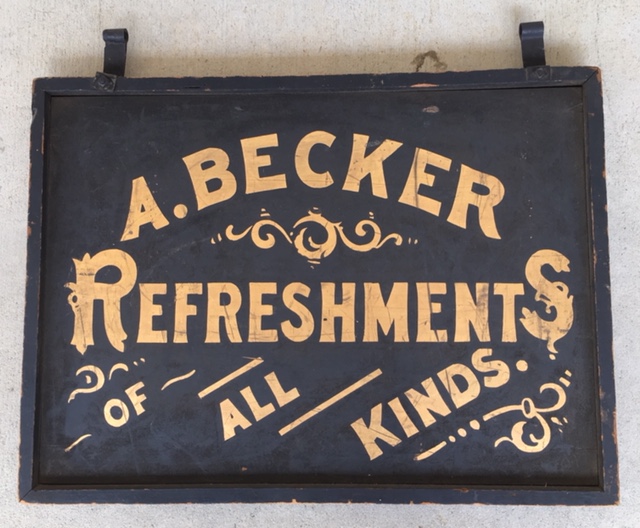 A. BECKER
REFRESHMENTS
OF ALL KINDS.